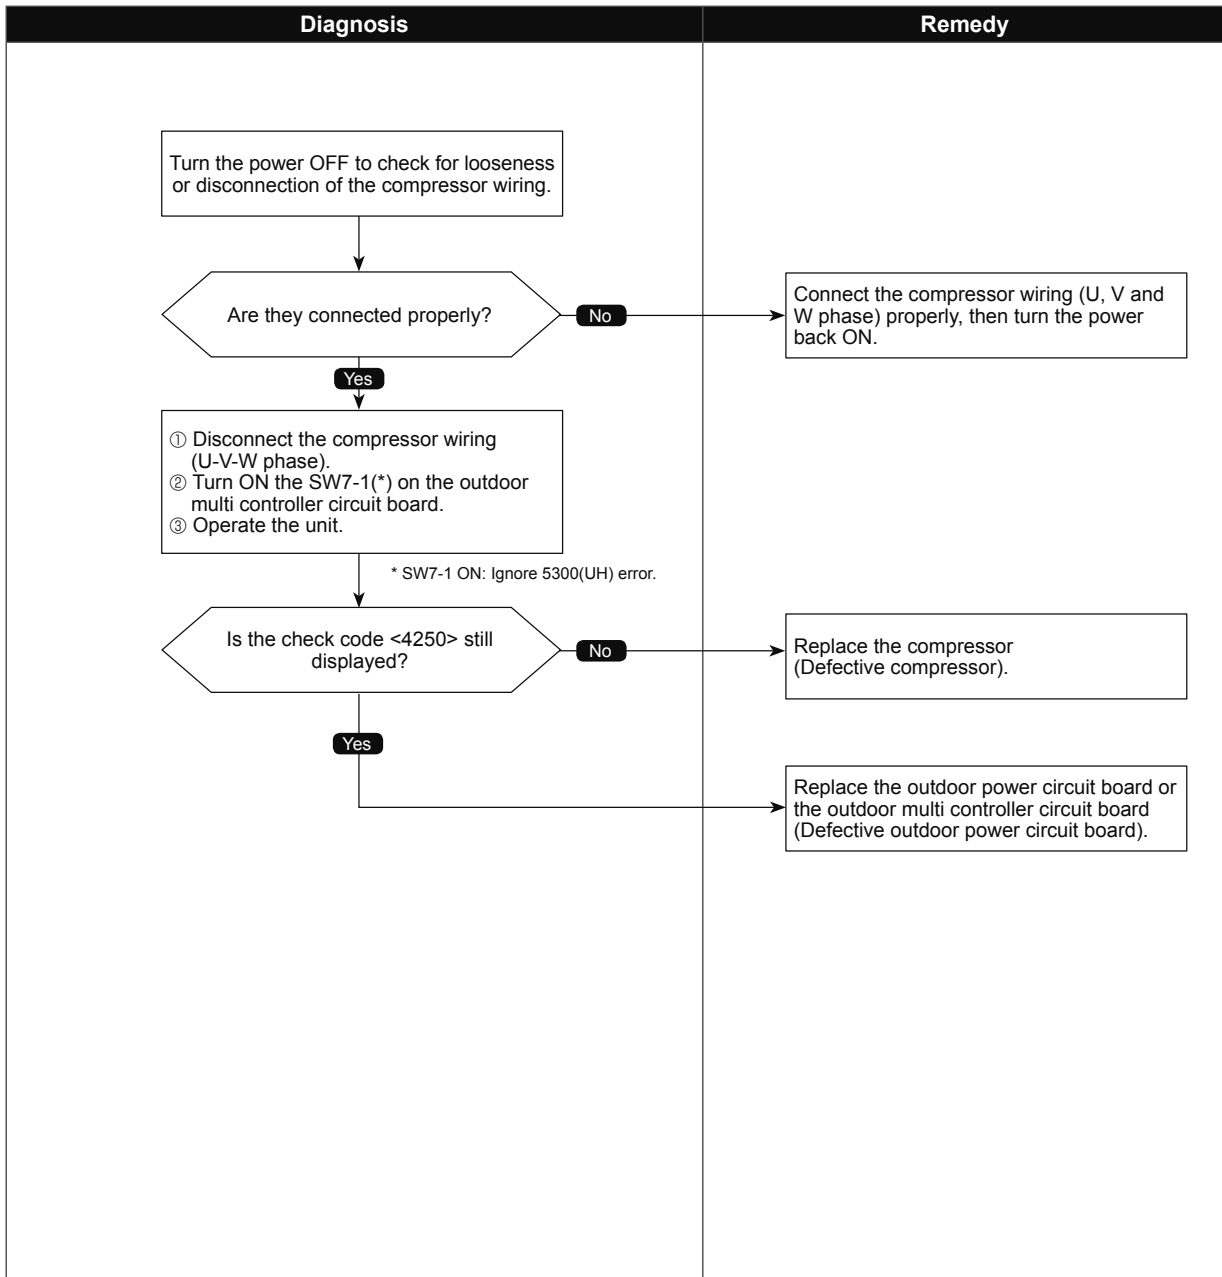 Diagnosis
Remedy
Turn the power OFF to check for looseness
or disconnection of the compressor wiring.
Are they connected properly?
No
Connect the compressor wiring (U, V and
W phase) properly, then turn the power
back ON.
Yes
① Disconnect the compressor wiring
(U-V-W phase).
② Turn ON the SW7-1(*) on the outdoor
multi controller circuit board.
③ Operate the unit.
* SW7-1 ON: Ignore 5300(UH) error.
Is the check code <4250> still
displayed?
No
Replace the compressor
(Defective compressor).
Yes
Replace the outdoor power circuit board or
the outdoor multi controller circuit board
(Defective outdoor power circuit board).